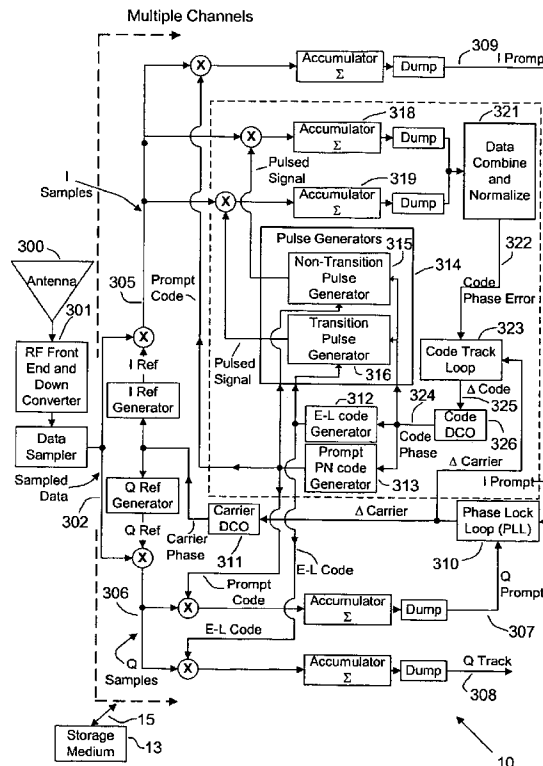 Multiple Channels
309
X
Accumulator
Σ
Dump
I Prompt
321
318
X
Accumulator
Σ
Dump
Data
Combine
and
Normalize
Pulsed
Signal
319
X
Accumulator
Σ
Dump
I
Samples
Pulse Generators
315
314
322
Non-Transition
Pulse
Generator
Code
Phase Error
300
Antenna
305
Prompt
Code
301
X
Transition
Pulse
Generator
316
323
Code Track
Loop
RF Front
End and
Down
Converter
I Ref
Pulsed
Signal
I Ref
Generator
312
324
Δ Code
325
E-L code
Generator
Code
Phase
Code
DCO
326
Data
Sampler
Prompt
PN code
Generator
313
Δ
Carrier
I Prompt
Sampled
Data
Q Ref
Generator
302
Q Ref
Carrier
Phase
Carrier
DCO
311
Δ Carrier
Phase Lock
Loop (PLL)
310
X
E-L Code
Prompt
Code
Q
Prompt
306
X
Accumulator
Σ
Dump
307
E-L Code
Q
Samples
X
Accumulator
Σ
Dump
Q Track
308
15
Storage
Medium
13
10